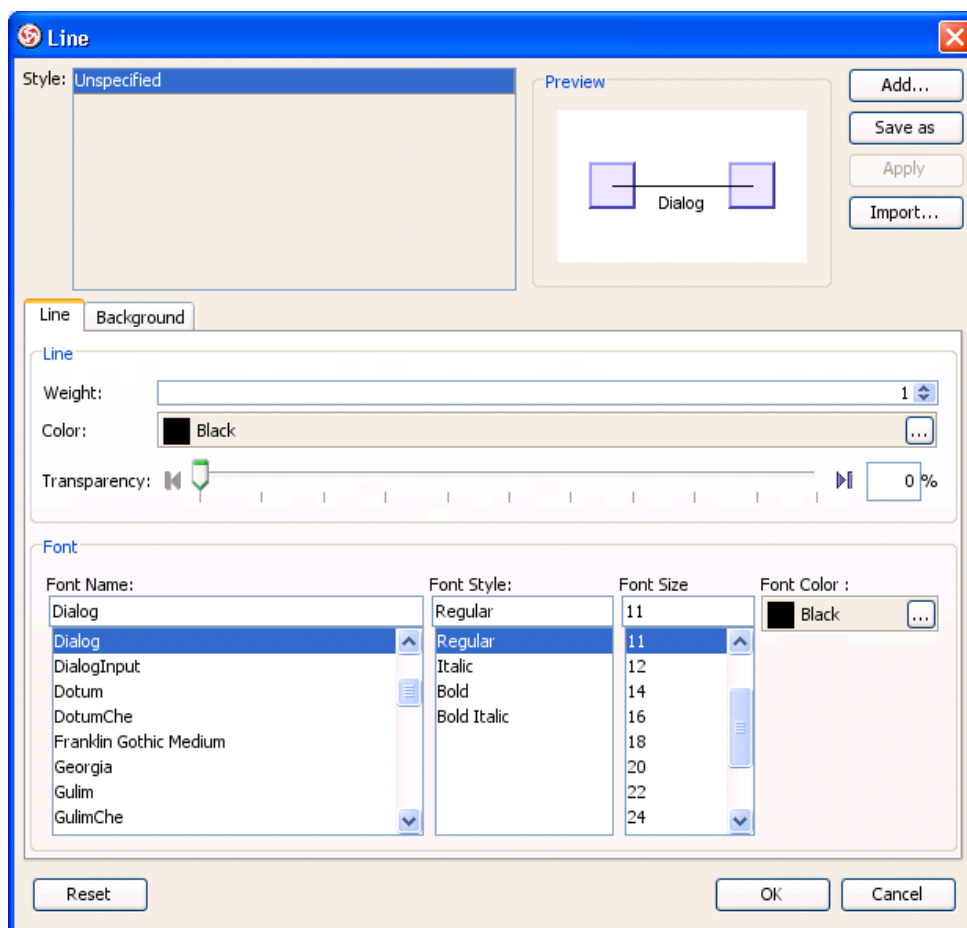 Line
Style: Unspecified
Preview
Dialog
Add...
Save as
Apply
Import...
Line Background
Line
Weight: 1
Color: Black ...
Transparency: 0 %
Font
Font Name: Font Style: Font Size Font Color :
Dialog Regular 11 Black ...
Dialog Regular 11
DialogInput Italic 12
Dotum Bold 14
DotumChe Bold Italic 16
Franklin Gothic Medium 18
Georgia 20
Gulim 22
GulimChe 24
Reset OK Cancel